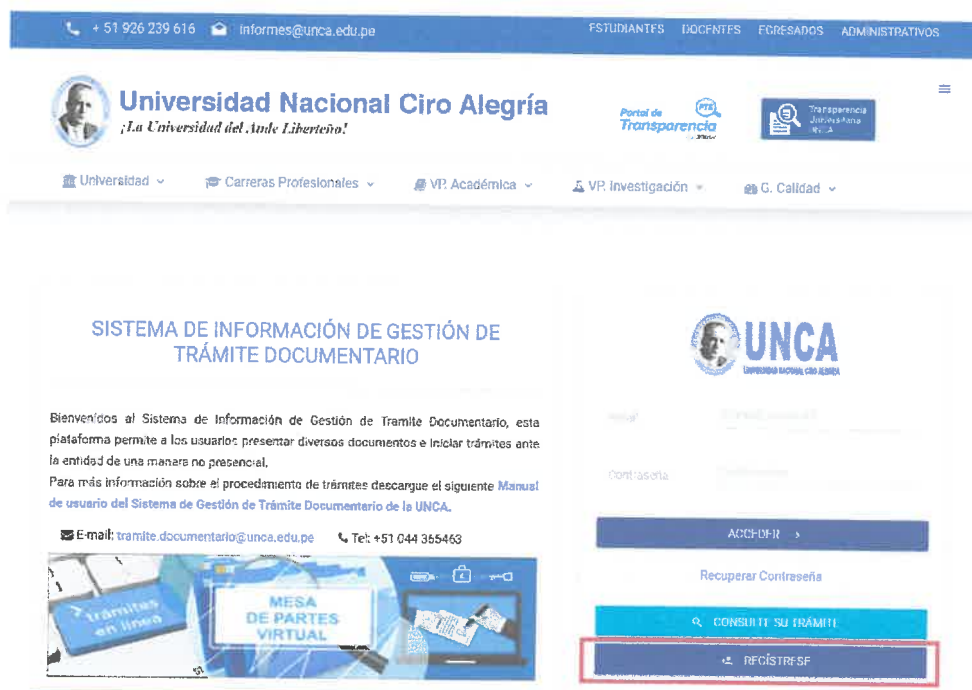 + 51 926 239 616 informes@unca.edu.pe ESTUDIANTES DOCENTES EGRESADOS ADMINISTRATIVOS
Universidad Nacional Ciro Alegría
¡La Universidad del Ande Liberteño!
Portal de
Transparencia
PTE
Transparencia
Universitaria
Universidad Carreras Profesionales VP. Académica VP. Investigación G. Calidad
SISTEMA DE INFORMACIÓN DE GESTIÓN DE
TRÁMITE DOCUMENTARIO
Bienvenidos al Sistema de Información de Gestión de Tramite Documentario, esta
plataforma permite a los usuarios presentar diversos documentos e iniciar trámites ante
la entidad de una manera no presencial.
Para más información sobre el procedimiento de trámites descargue el siguiente Manual
de usuario del Sistema de Gestión de Trámite Documentario de la UNCA.
E-mail: tramite.documentario@unca.edu.pe Tel: +51 044 365463
trámites
en línea
MESA
DE PARTES
VIRTUAL
UNCA
UNIVERSIDAD NACIONAL CIRO ALEGRÍA
Contraseña
ACCEDER
Recuperar Contraseña
CONSULTE SU TRÁMITE
REGÍSTRESE